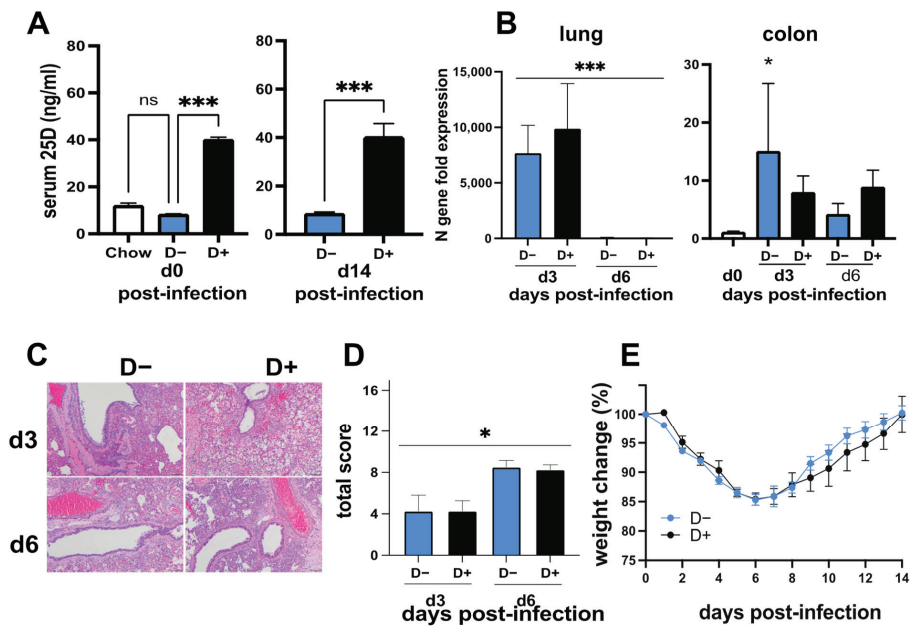 A
serum 25D (ng/ml)
80
60
40
20
0
ns
***
Chow D− D+
d0
post-infection
80
60
40
20
0
***
D− D+
d14
post-infection
B
lung
N gene fold expression
15,000
10,000
5,000
0
***
D− D+ D− D+
d3 d6
days post-infection
colon
30
20
10
0
*
D− D+ D− D+
d0 d3 d6
days post-infection
C
D− D+
d3
d6
D
total score
16
12
8
4
0
*
D− D+ D− D+
d3 d6
days post-infection
E
weight change (%)
100
95
90
85
80
75
D−
D+
0 2 4 6 8 10 12 14
days post-infection